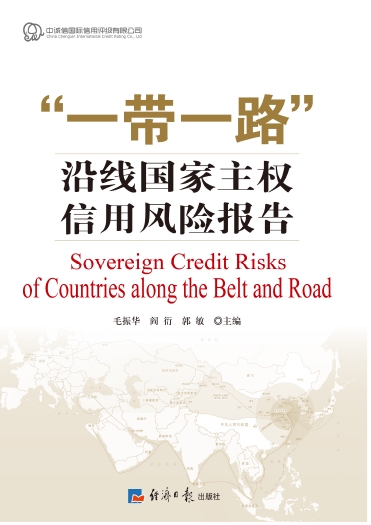 中诚信国际信用评级有限公司
China Chengxin International Credit Rating Co., Ltd
“一带一路”
沿线国家主权
信用风险报告
Sovereign Credit Risks
of Countries along the Belt and Road
毛振华 阎衍 郭敏 ◎主编
经济日报出版社